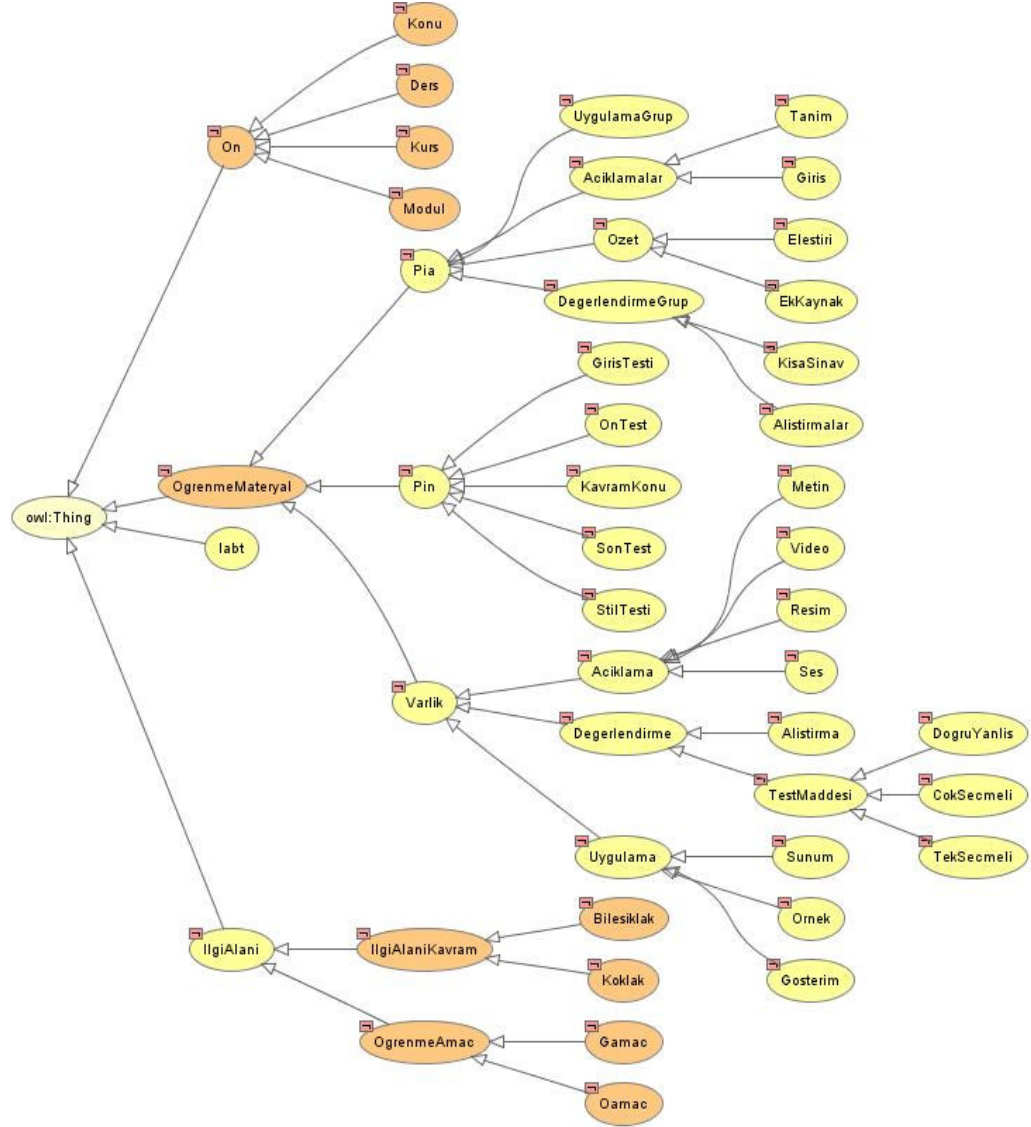 Konu
Ders
On
Kurs
Modul
UygulamaGrup
Tanim
Aciklamalar
Giris
Ozet
Elestiri
Pia
DegerlendirmeGrup
EkKaynak
GirisTesti
KisaSinav
OnTest
Alistirmalar
OgrenmeMateryal
Pin
KavramKonu
Metin
owl:Thing
Iabt
SonTest
Video
StilTesti
Resim
Aciklama
Ses
Varlik
Degerlendirme
Alistirma
DogruYanlis
TestMaddesi
CokSecmeli
Uygulama
Sunum
TekSecmeli
Bilesiklak
Ornek
IlgiAlani
IlgiAlaniKavram
Koklak
Gosterim
OgrenmeAmac
Gamac
Oamac